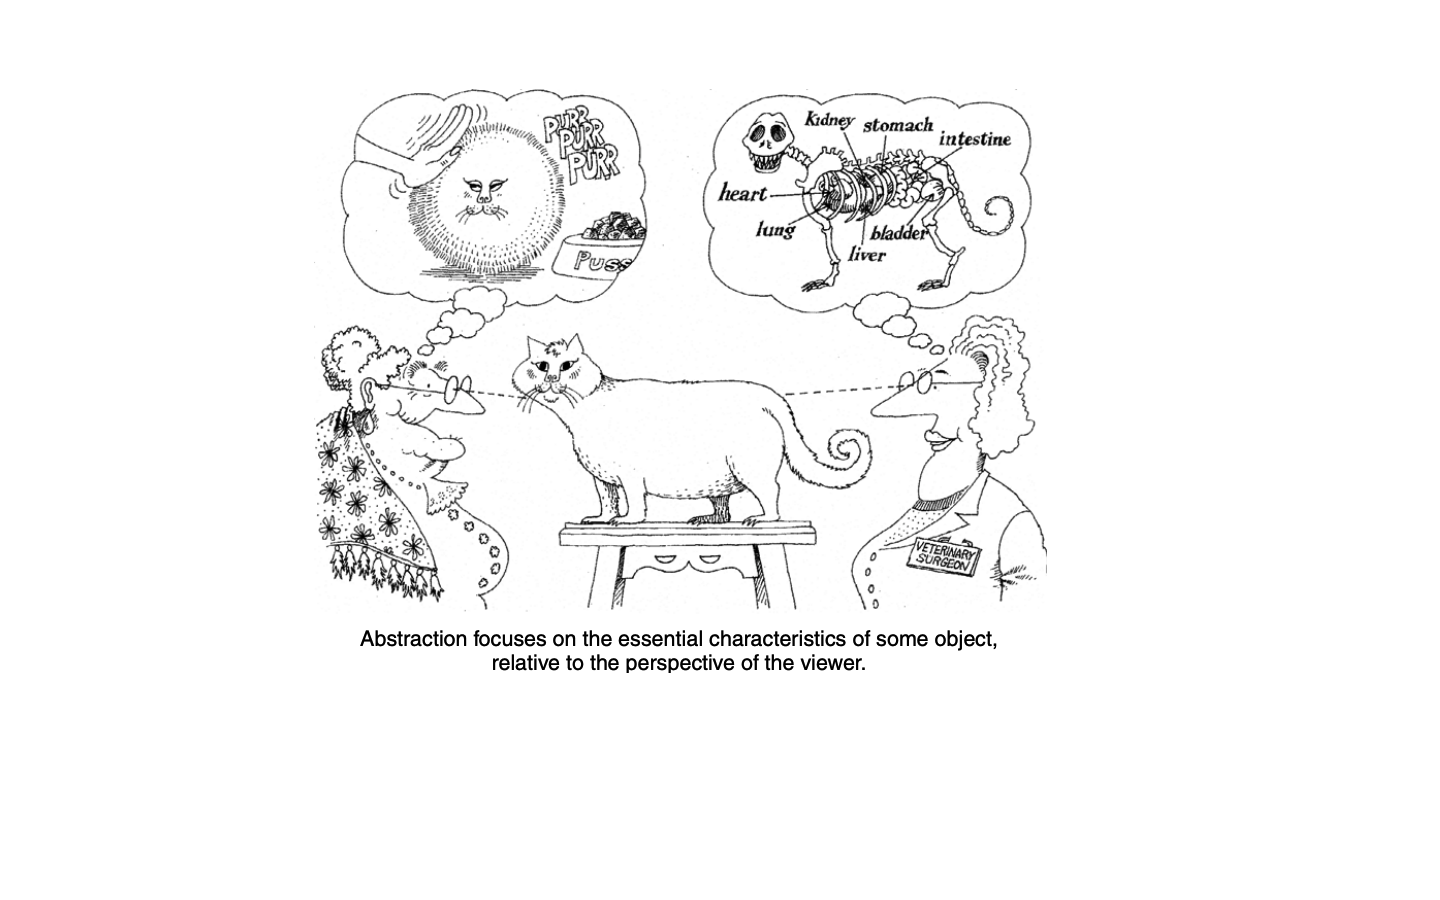 PURR
PURR
PURR
PUSS
Kidney
stomach
intestine
heart
lung
bladder
liver
VETERINARY
SURGEON
Abstraction focuses on the essential characteristics of some object,
relative to the perspective of the viewer.